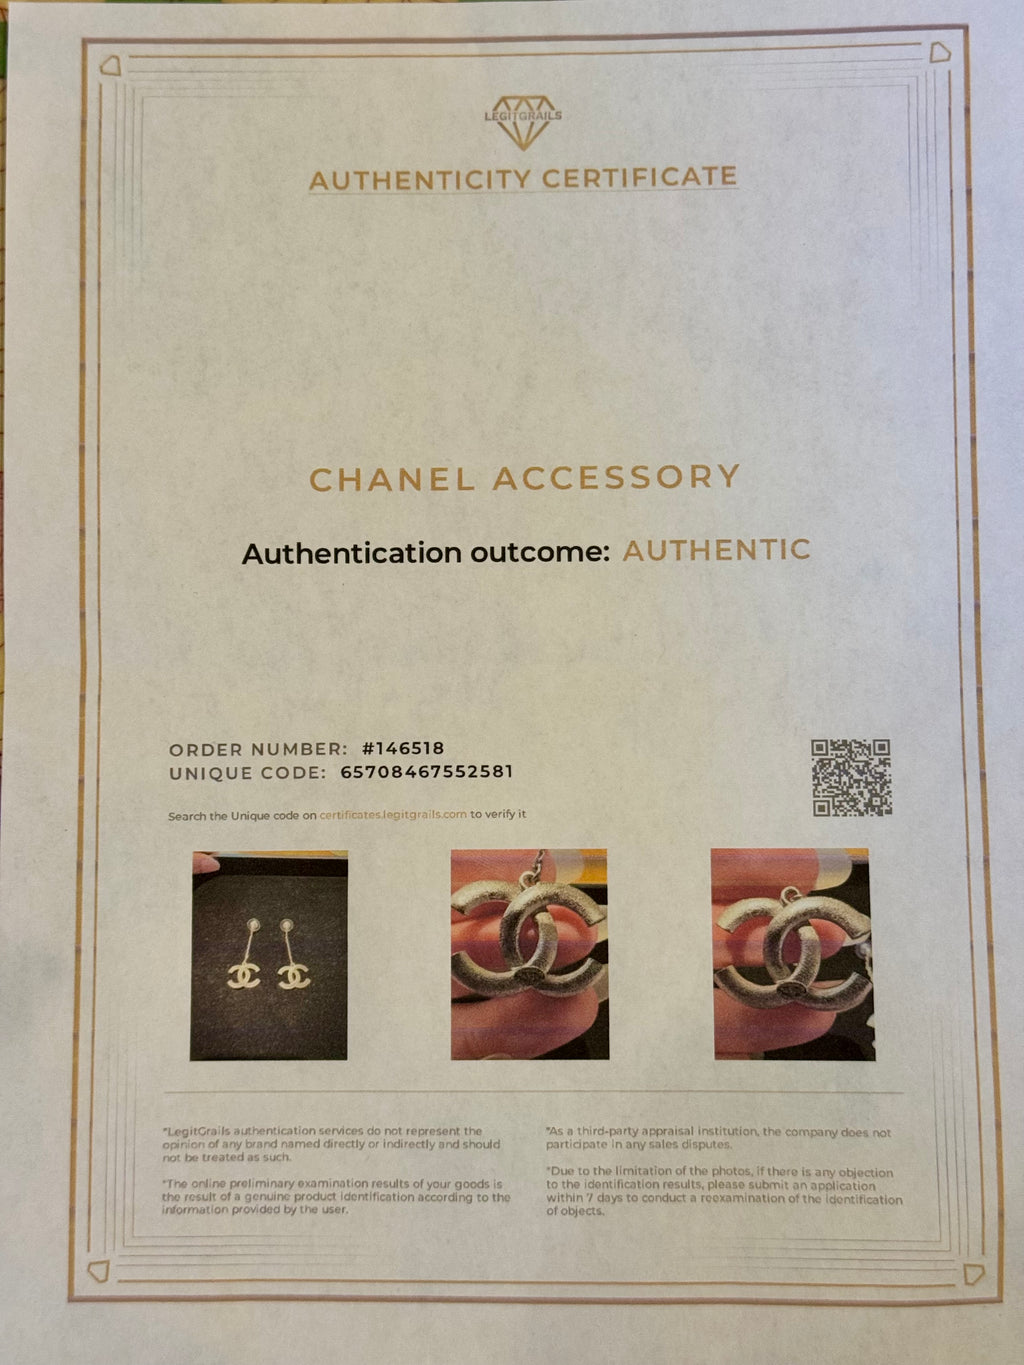 LEGITGRAILS
AUTHENTICITY CERTIFICATE
CHANEL ACCESSORY
Authentication outcome: AUTHENTIC
ORDER NUMBER: #146518
UNIQUE CODE: 65708467552581
Search the Unique code on certificates.legitgrails.com to verify it
*LegitGrails authentication services do not represent the
opinion of any brand named directly or indirectly and should
not be treated as such.
*The online preliminary examination results of your goods is
the result of a genuine product identification according to the
information provided by the user.
*As a third-party appraisal institution, the company does not
participate in any sales disputes.
*Due to the limitation of the photos, if there is any objection
to the identification results, please submit an application
within 7 days to conduct a reexamination of the identification
of objects.